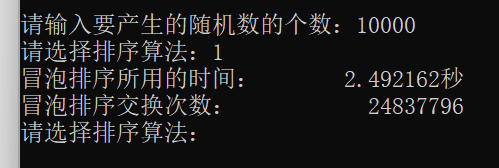 请输入要产生的随机数的个数：10000
请选择排序算法：1
冒泡排序所用的时间：        2.492162秒
冒泡排序交换次数：          24837796
请选择排序算法：